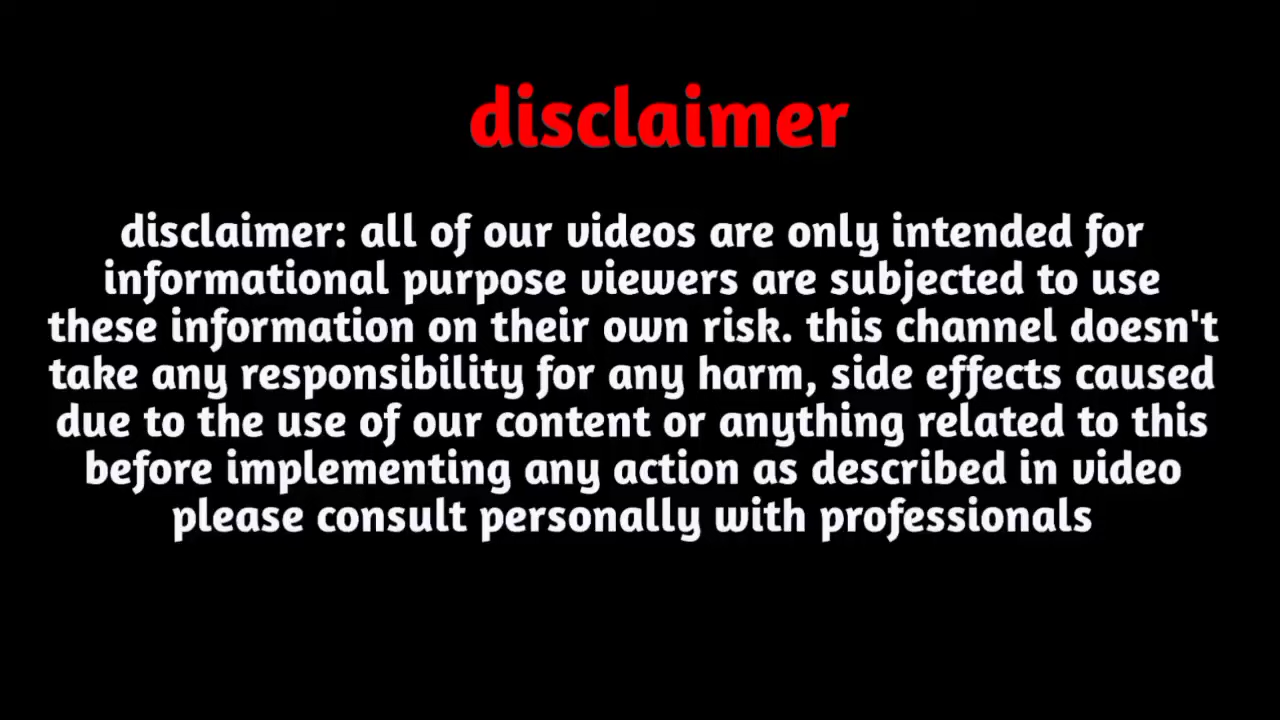 disclaimer
disclaimer: all of our videos are only intended for
informational purpose viewers are subjected to use
these information on their own risk. this channel doesn't
take any responsibility for any harm, side effects caused
due to the use of our content or anything related to this
before implementing any action as described in video
please consult personally with professionals